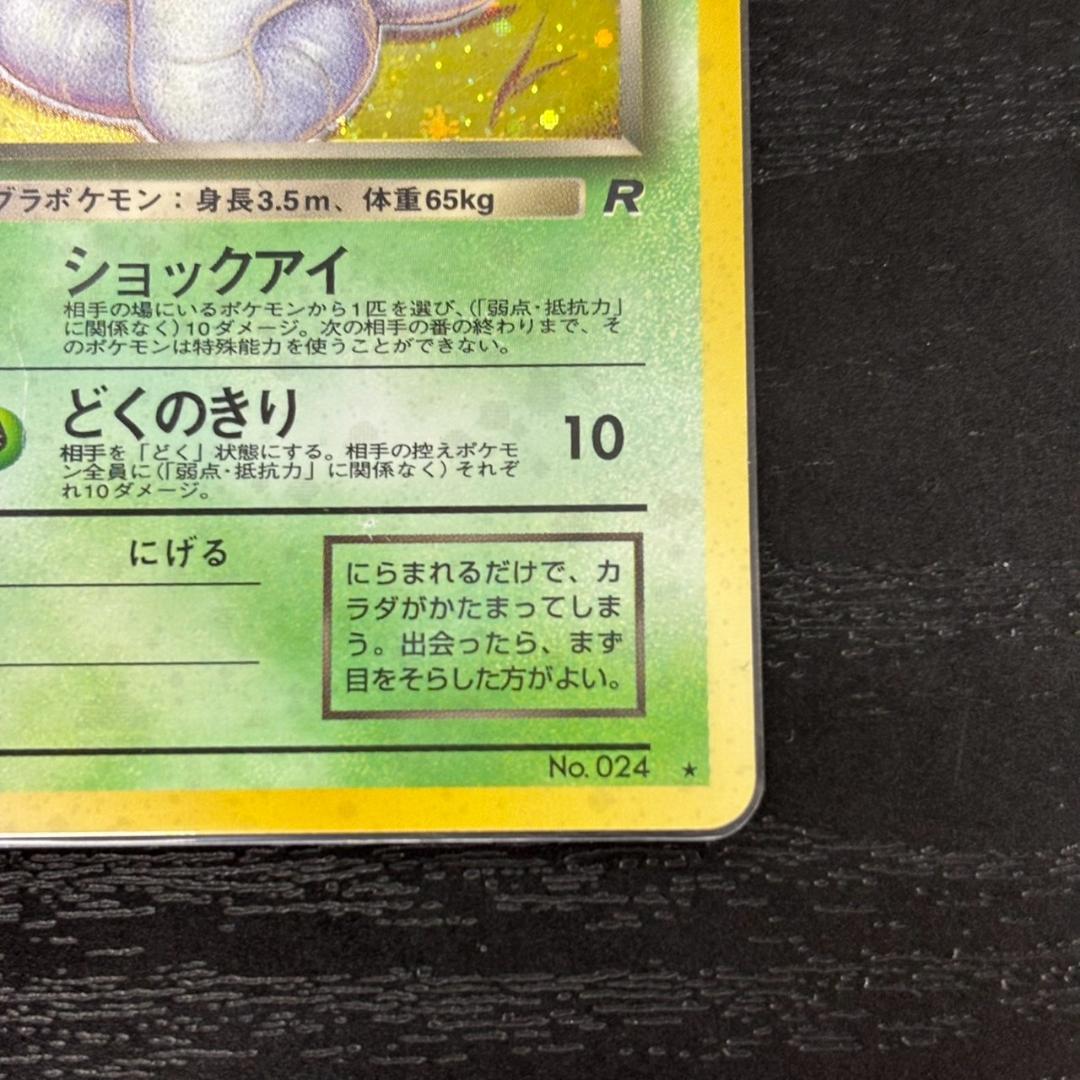 ブラポケモン：身長3.5m、体重65kg
R
ショックアイ
相手の場にいるポケモンから1匹を選び、(「弱点・抵抗力」
に関係なく)10ダメージ。次の相手の番の終わりまで、そ
のポケモンは特殊能力を使うことができない。
どくのきり
10
相手を「どく」状態にする。相手の控えポケモ
ン全員に(「弱点・抵抗力」に関係なく)それぞ
れ10ダメージ。
にげる
にらまれるだけで、カ
ラダがかたまってしま
う。出会ったら、まず
目をそらした方がよい。
No. 024 ★